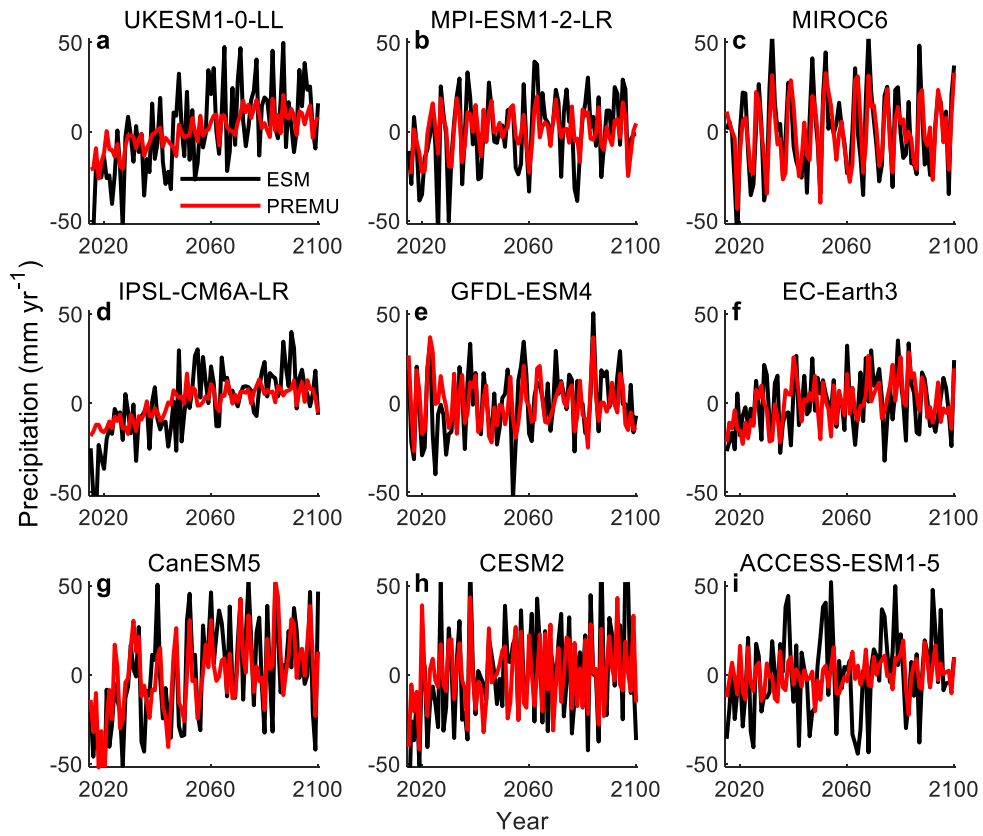 UKESM1-0-LL MPI-ESM1-2-LR MIROC6
a b c
50 50 50
0 0 0
ESM
PREMU
-50 -50 -50
2020 2060 2100 2020 2060 2100 2020 2060 2100
IPSL-CM6A-LR GFDL-ESM4 EC-Earth3
d e f
50 50 50
0 0 0
-50 -50 -50
2020 2060 2100 2020 2060 2100 2020 2060 2100
Precipitation (mm yr⁻¹)
CanESM5 CESM2 ACCESS-ESM1-5
g h i
50 50 50
0 0 0
-50 -50 -50
2020 2060 2100 2020 2060 2100 2020 2060 2100
Year